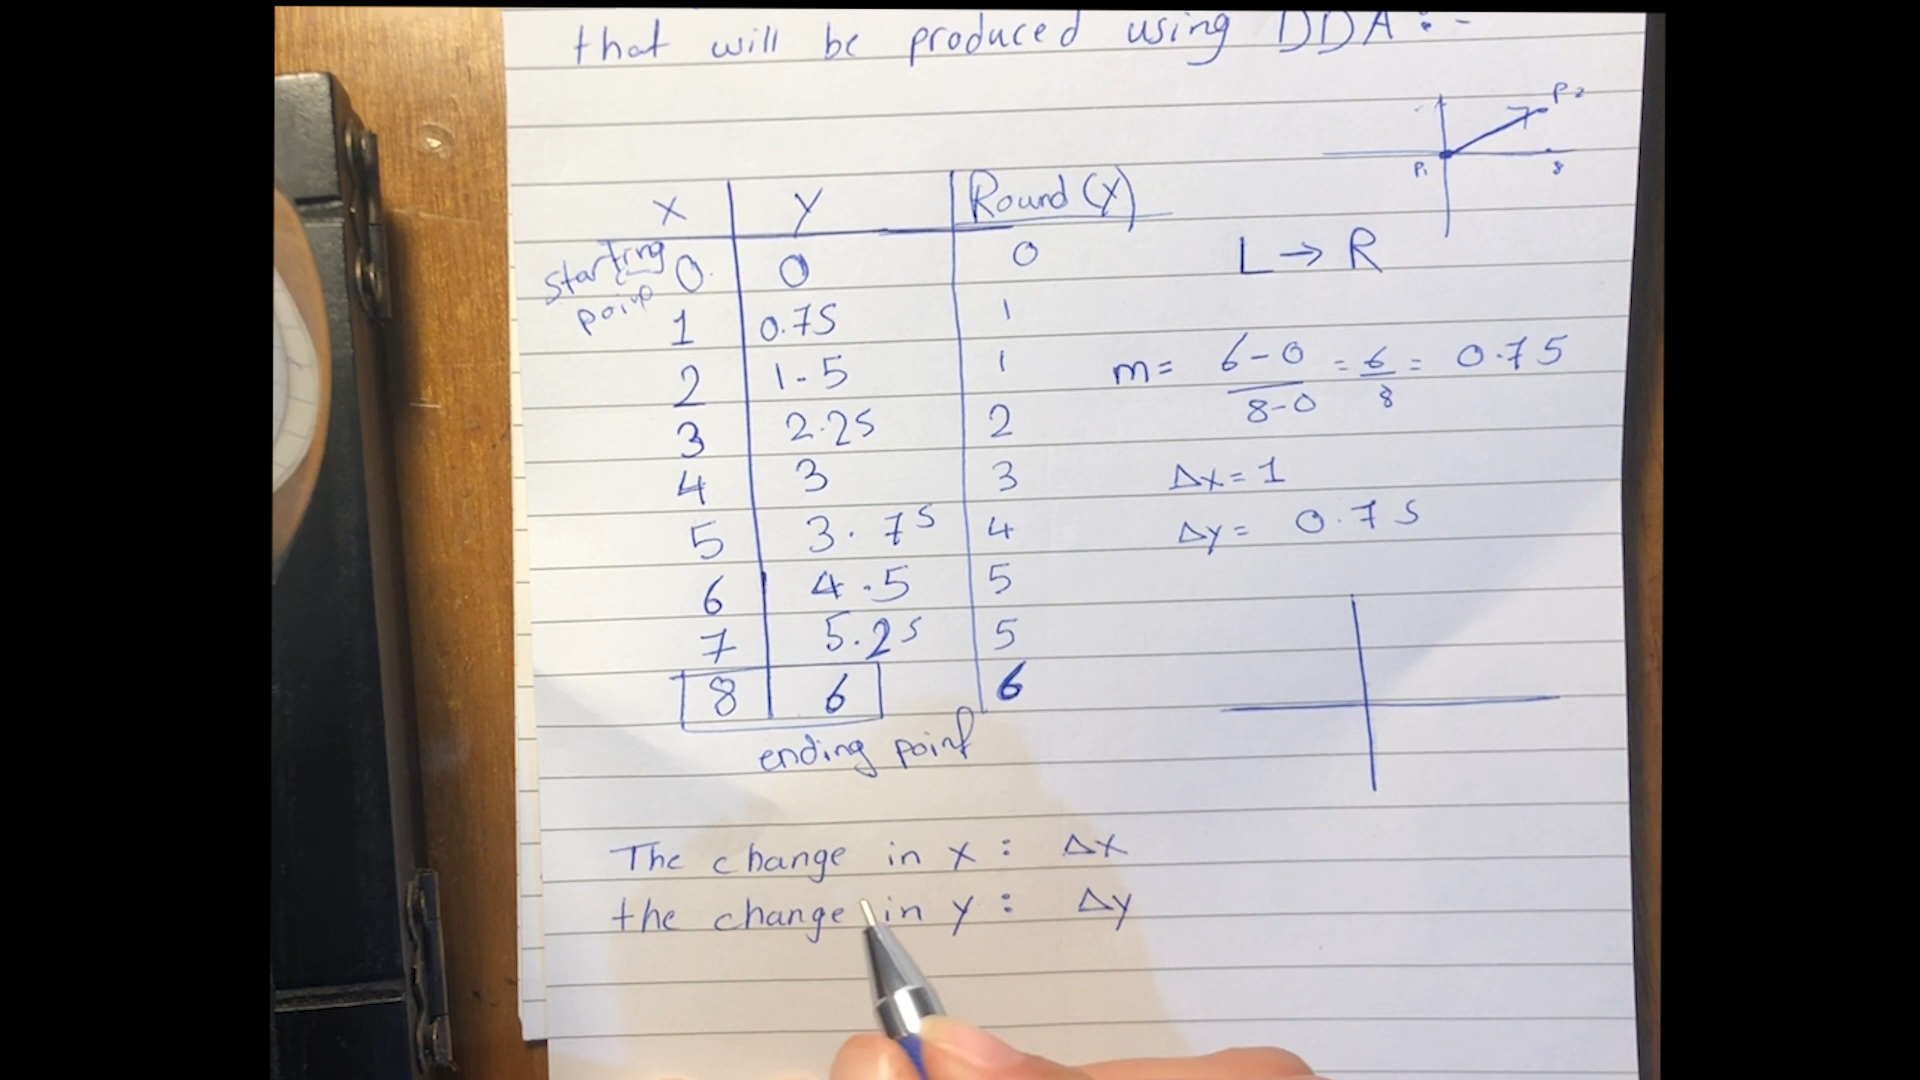 that will be produced using DDA:-
P2
P1 8
X Y Round(Y)
starting point
0 0 0
L → R
1 0.75 1
m = 6-0/8-0 = 6/8 = 0.75
2 1.5 1
3 2.25 2
4 3 3
Δx = 1
5 3.75 4
Δy = 0.75
6 4.5 5
7 5.25 5
8 6 6
ending point
The change in x : Δx
the change in y : Δy